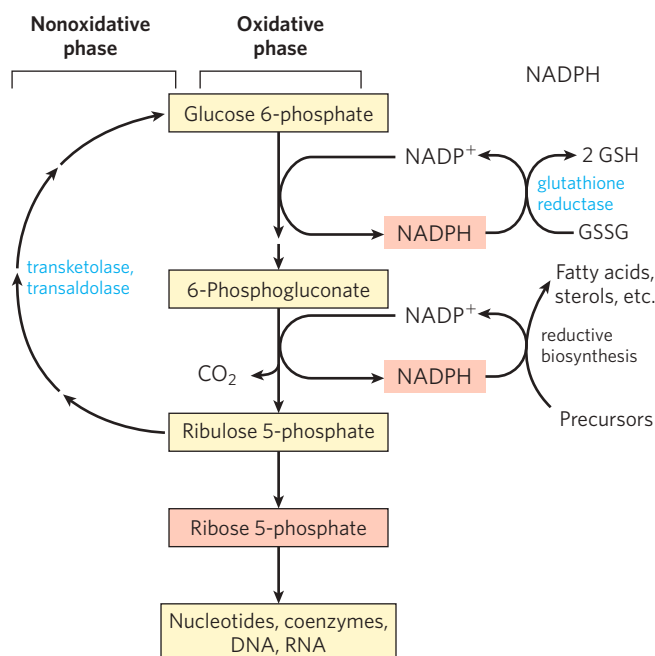 Nonoxidative
phase
Oxidative
phase
NADPH
Glucose 6-phosphate
NADP+
2 GSH
glutathione
reductase
NADPH
GSSG
transketolase,
transaldolase
6-Phosphogluconate
Fatty acids,
sterols, etc.
NADP+
reductive
biosynthesis
CO2
NADPH
Precursors
Ribulose 5-phosphate
Ribose 5-phosphate
Nucleotides, coenzymes,
DNA, RNA